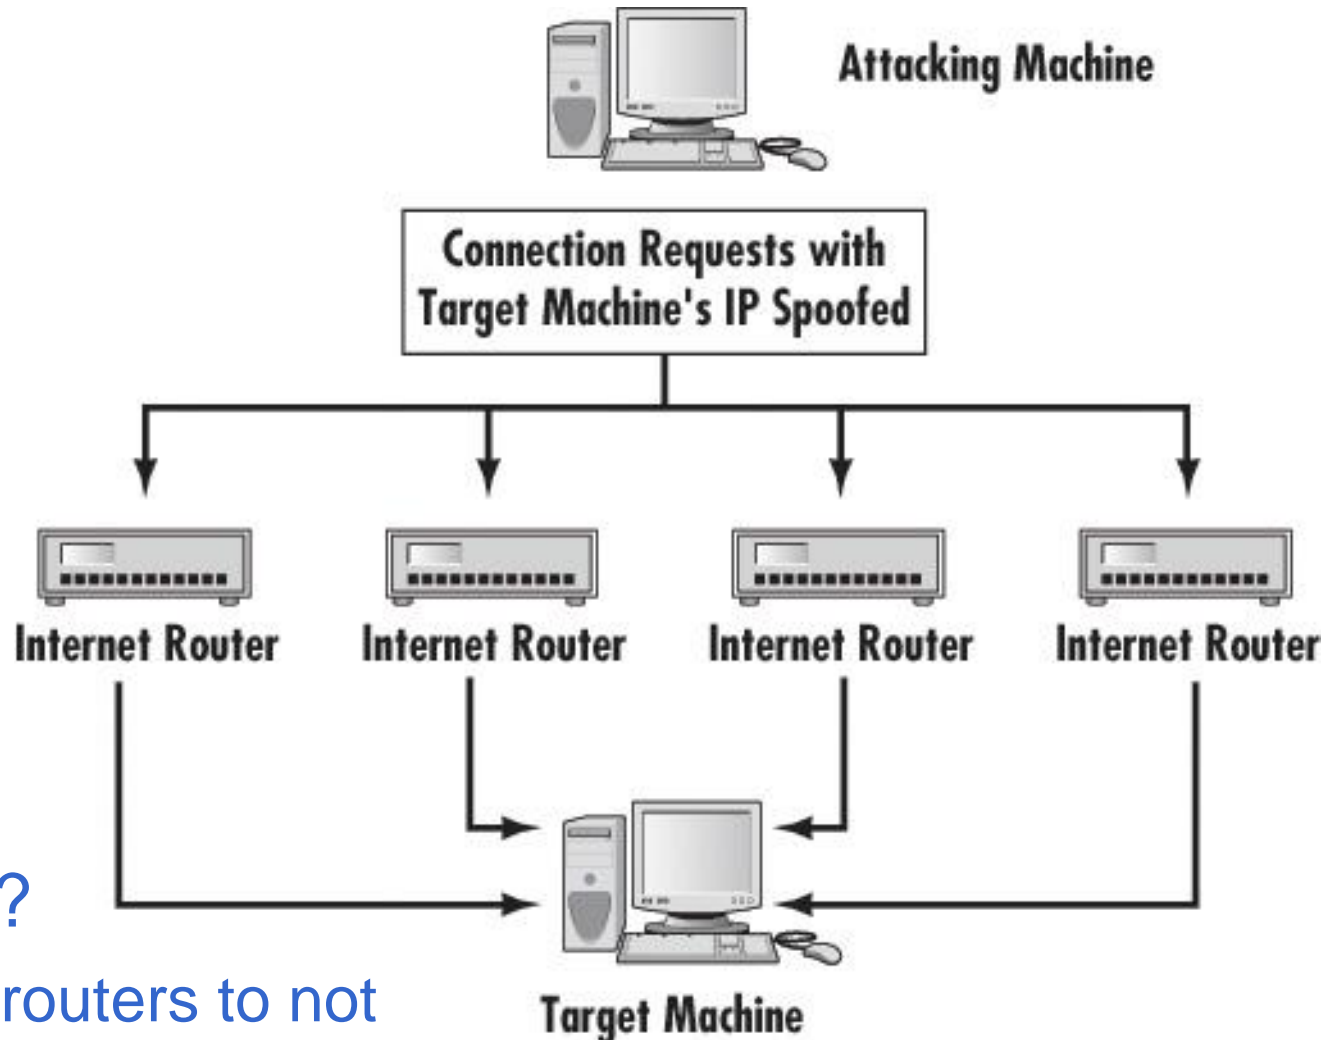 Attacking Machine
Connection Requests with
Target Machine's IP Spoofed
Internet Router
Internet Router
Internet Router
Internet Router
?
routers to not
Target Machine